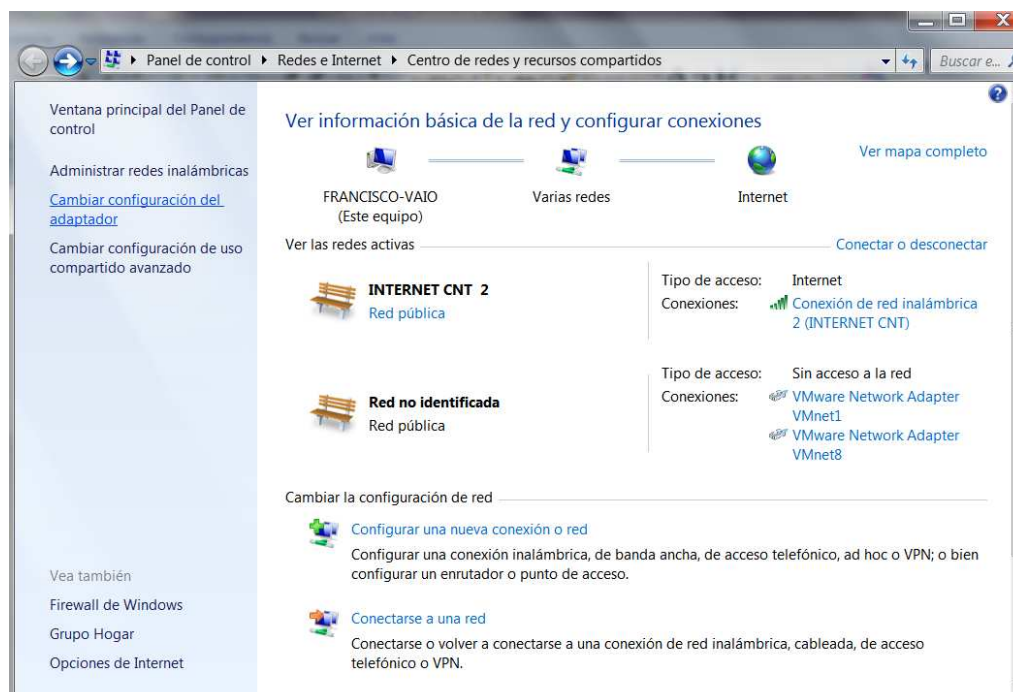 Panel de control ▸ Redes e Internet ▸ Centro de redes y recursos compartidos
Buscar e...
Ventana principal del Panel de
control
Administrar redes inalámbricas
Cambiar configuración del
adaptador
Cambiar configuración de uso
compartido avanzado
Vea también
Firewall de Windows
Grupo Hogar
Opciones de Internet
Ver información básica de la red y configurar conexiones
Ver mapa completo
FRANCISCO-VAIO
(Este equipo)
Varias redes
Internet
Ver las redes activas
Conectar o desconectar
INTERNET CNT 2
Red pública
Tipo de acceso: Internet
Conexiones: Conexión de red inalámbrica
2 (INTERNET CNT)
Red no identificada
Red pública
Tipo de acceso: Sin acceso a la red
Conexiones: VMware Network Adapter
VMnet1
VMware Network Adapter
VMnet8
Cambiar la configuración de red
Configurar una nueva conexión o red
Configurar una conexión inalámbrica, de banda ancha, de acceso telefónico, ad hoc o VPN; o bien
configurar un enrutador o punto de acceso.
Conectarse a una red
Conectarse o volver a conectarse a una conexión de red inalámbrica, cableada, de acceso
telefónico o VPN.